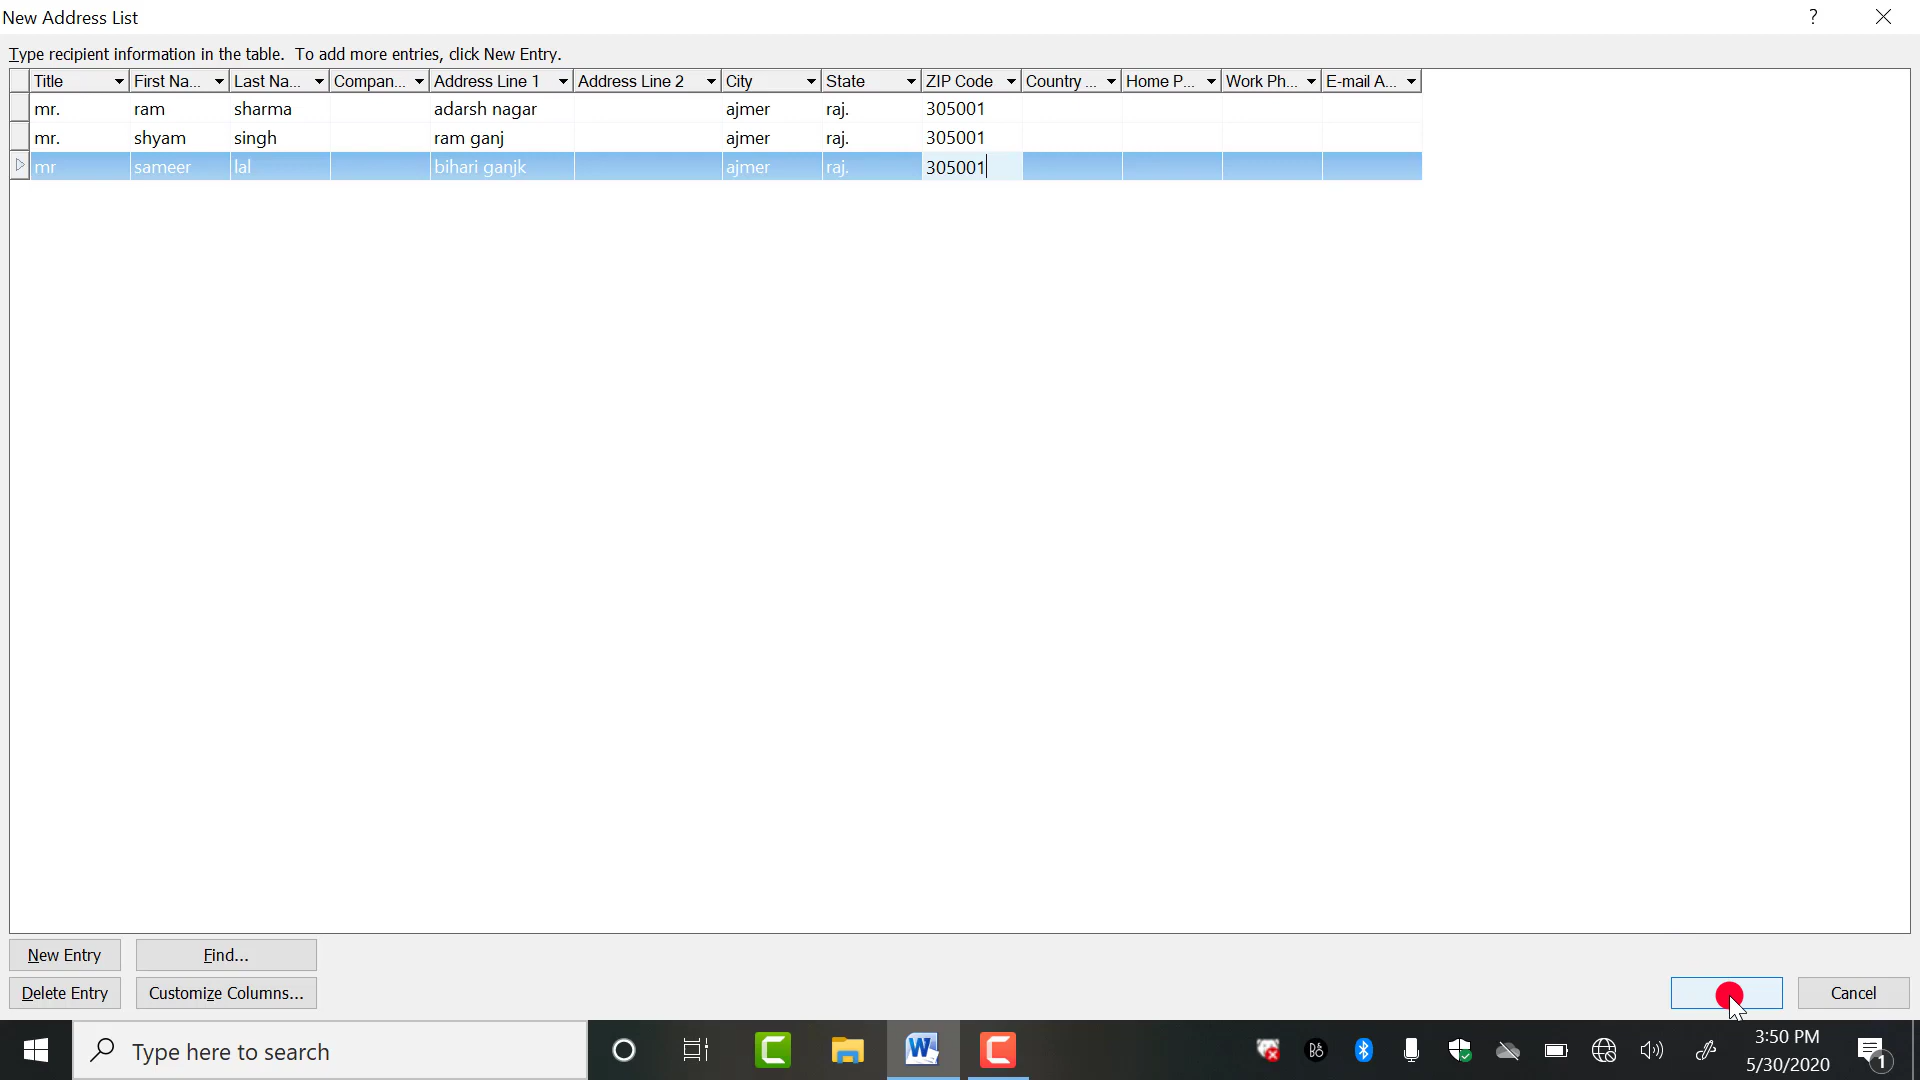 New Address List
Type recipient information in the table. To add more entries, click New Entry.
Title First Na... Last Na... Compan... Address Line 1 Address Line 2 City State ZIP Code Country ... Home P... Work Ph... E-mail A...
mr. ram sharma adarsh nagar ajmer raj. 305001
mr. shyam singh ram ganj ajmer raj. 305001
mr sameer lal bihari ganjk ajmer raj. 305001
New Entry Find...
Delete Entry Customize Columns... Cancel
Type here to search
3:50 PM
5/30/2020
1